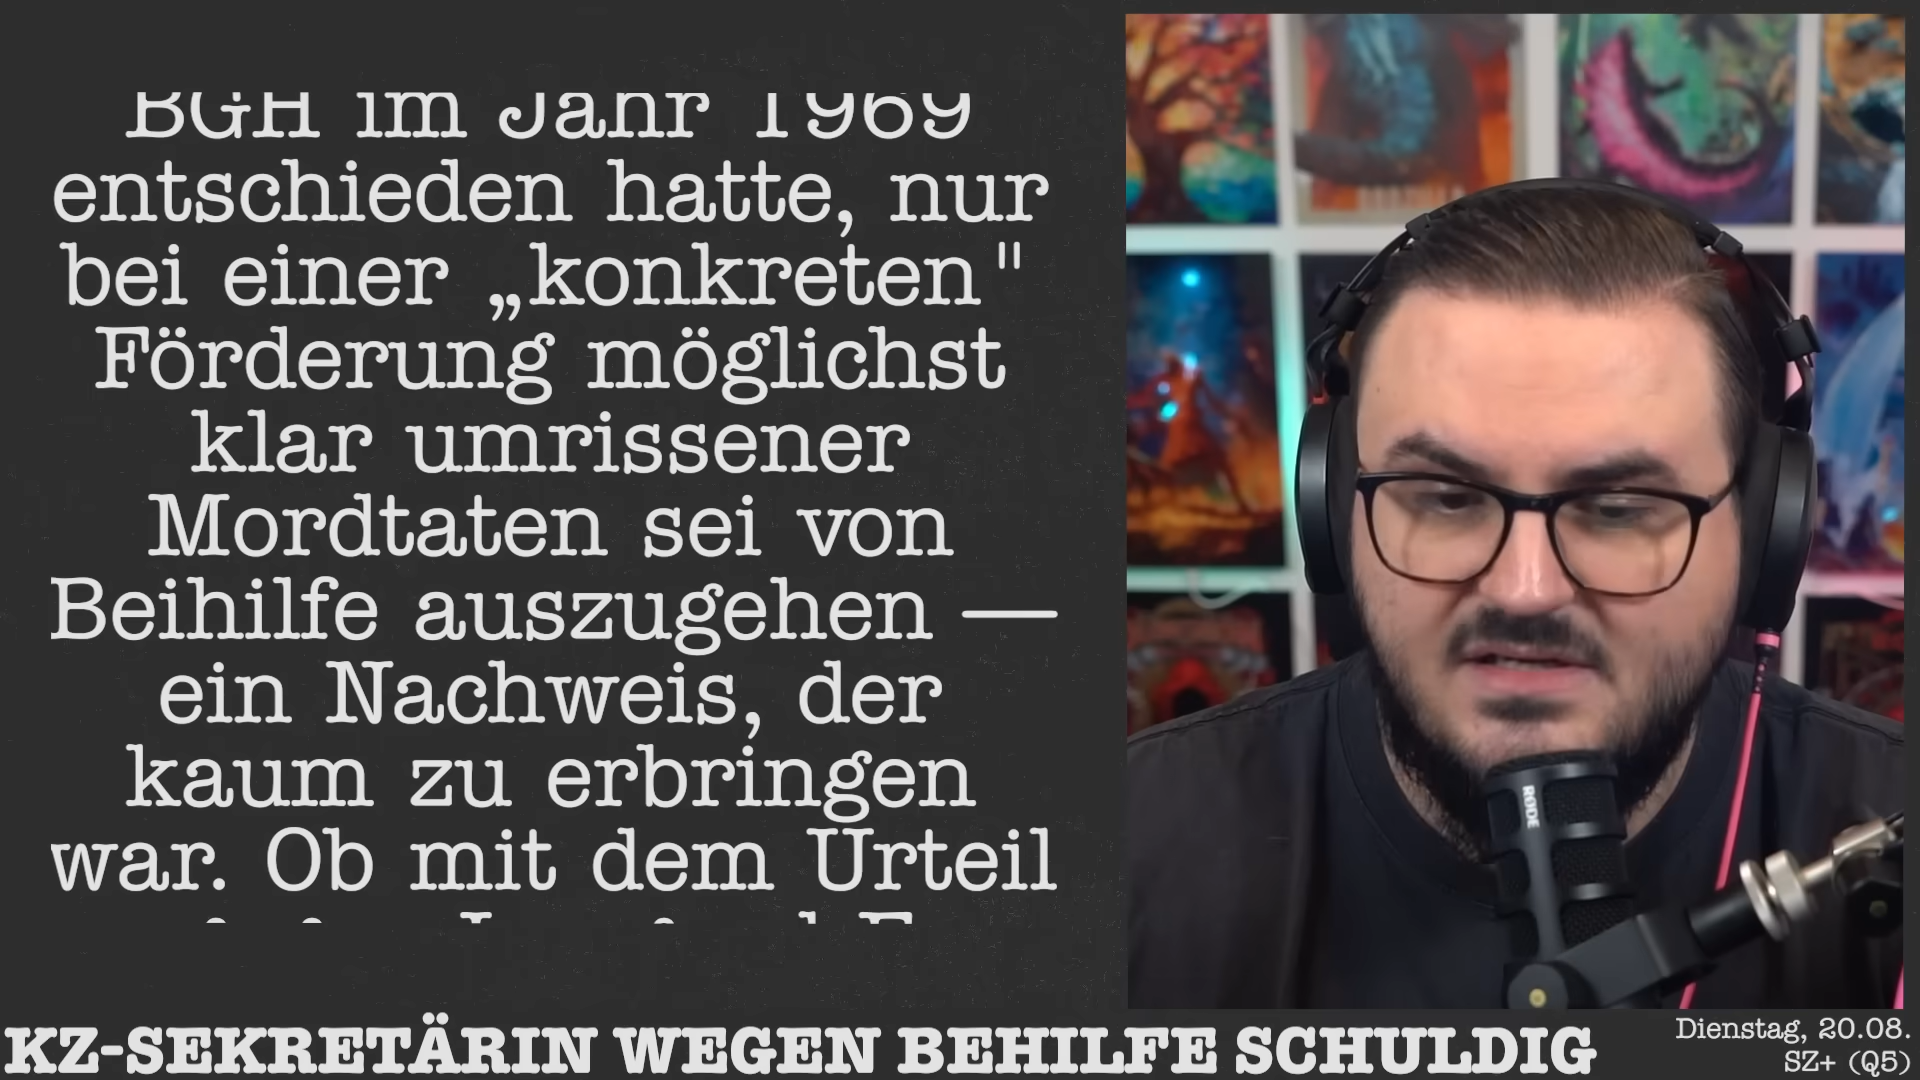 BGH im Jahr 1969
entschieden hatte, nur
bei einer „konkreten"
Förderung möglichst
klar umrissener
Mordtaten sei von
Beihilfe auszugehen —
ein Nachweis, der
kaum zu erbringen
war. Ob mit dem Urteil
RØDE
KZ-SEKRETÄRIN WEGEN BEHILFE SCHULDIG
Dienstag, 20.08.
SZ+ (Q5)